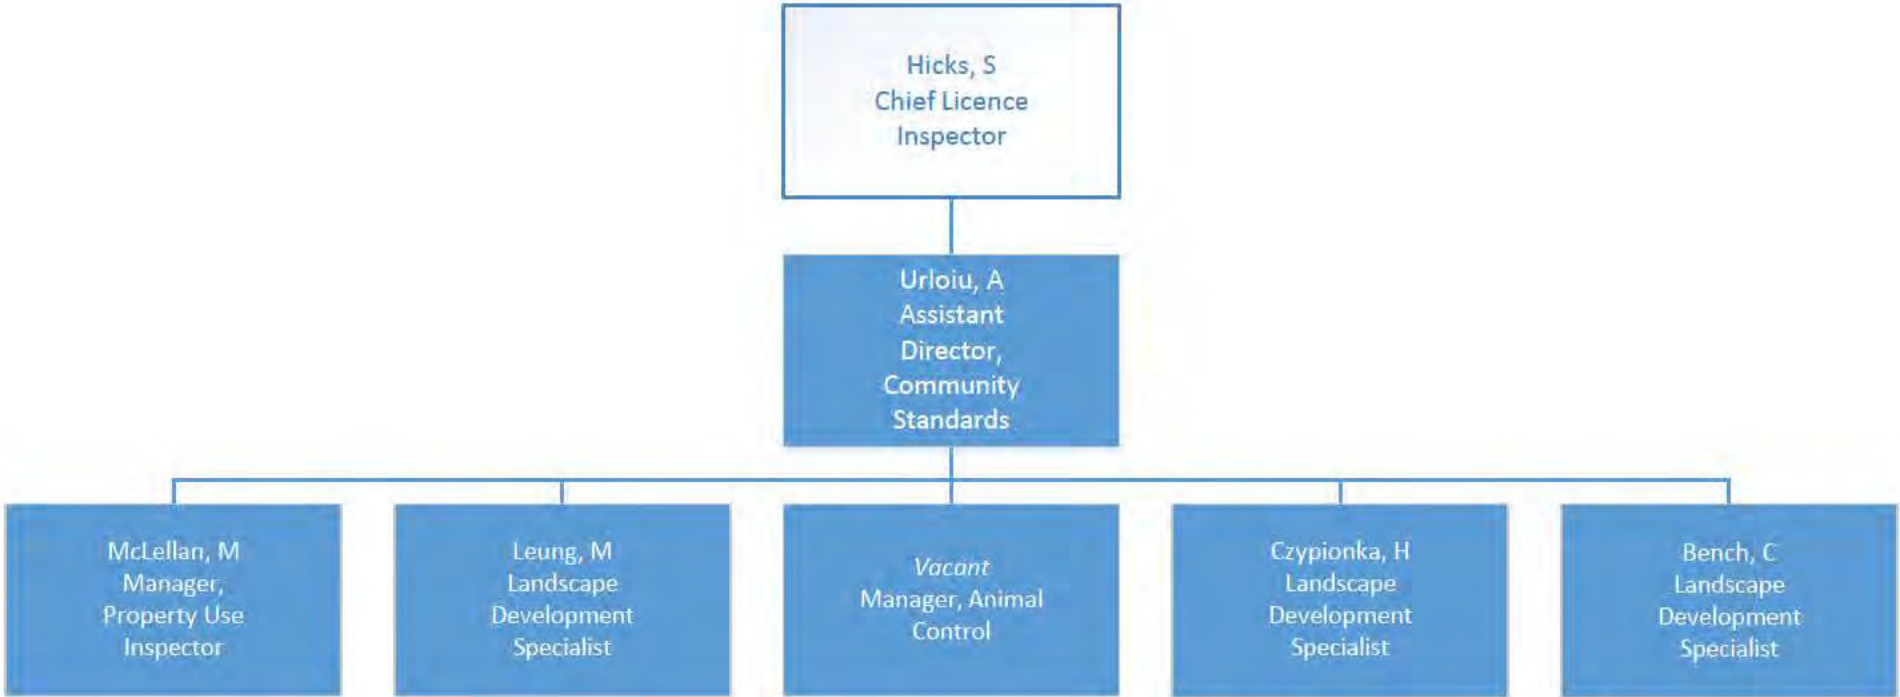 Hicks, S
Chief Licence
Inspector
Urloiu, A
Assistant
Director,
Community
Standards
McLellan, M
Manager,
Property Use
Inspector
Leung, M
Landscape
Development
Specialist
Vacant
Manager, Animal
Control
Czypionka, H
Landscape
Development
Specialist
Bench, C
Landscape
Development
Specialist